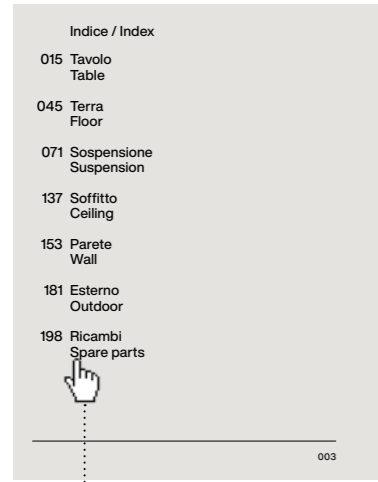 Indice / Index
015 Tavolo
Table
045 Terra
Floor
071 Sospensione
Suspension
137 Soffitto
Ceiling
153 Parete
Wall
181 Esterno
Outdoor
198 Ricambi
Spare parts
003